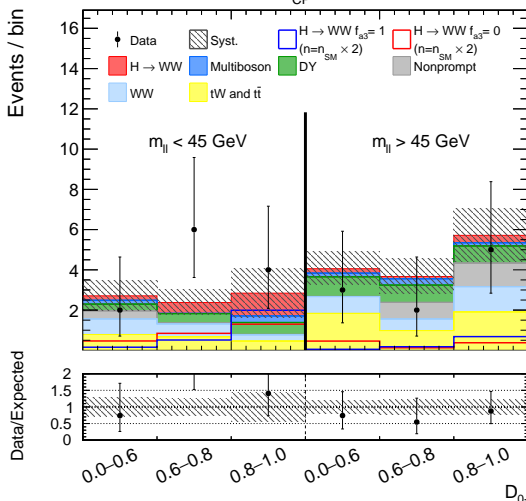 CP
Events / bin
16
14
12
10
8
6
4
2
Data
Syst.
H → WW f_a3 = 1 (n=n_SM × 2)
H → WW f_a3 = 0 (n=n_SM × 2)
H → WW
Multiboson
DY
Nonprompt
WW
tW and tt̄
m_ll < 45 GeV
m_ll > 45 GeV
Data/Expected
2
1.5
1
0.5
0
0.0–0.6
0.6–0.8
0.8–1.0
0.0–0.6
0.6–0.8
0.8–1.0